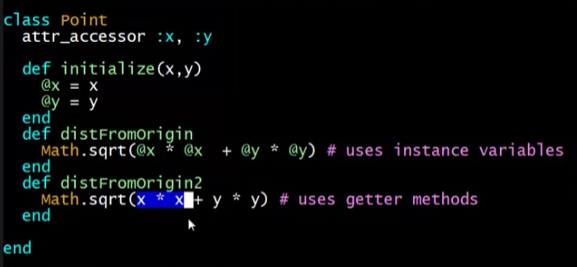 class Point
attr_accessor :x, :y
def initialize(x,y)
@x = x
@y = y
end
def distFromOrigin
Math.sqrt(@x * @x  + @y * @y) # uses instance variables
end
def distFromOrigin2
Math.sqrt(x * x + y * y) # uses getter methods
end
end